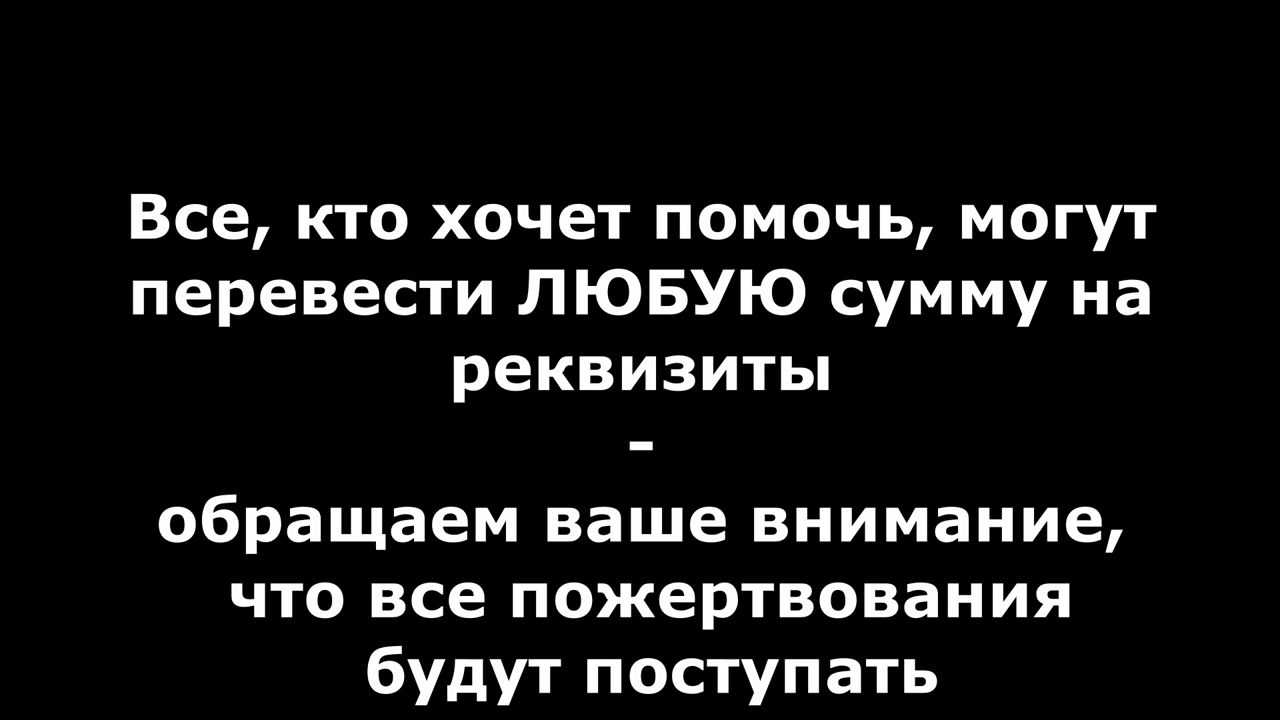 Все, кто хочет помочь, могут
перевести ЛЮБУЮ сумму на
реквизиты
-
обращаем ваше внимание,
что все пожертвования
будут поступать